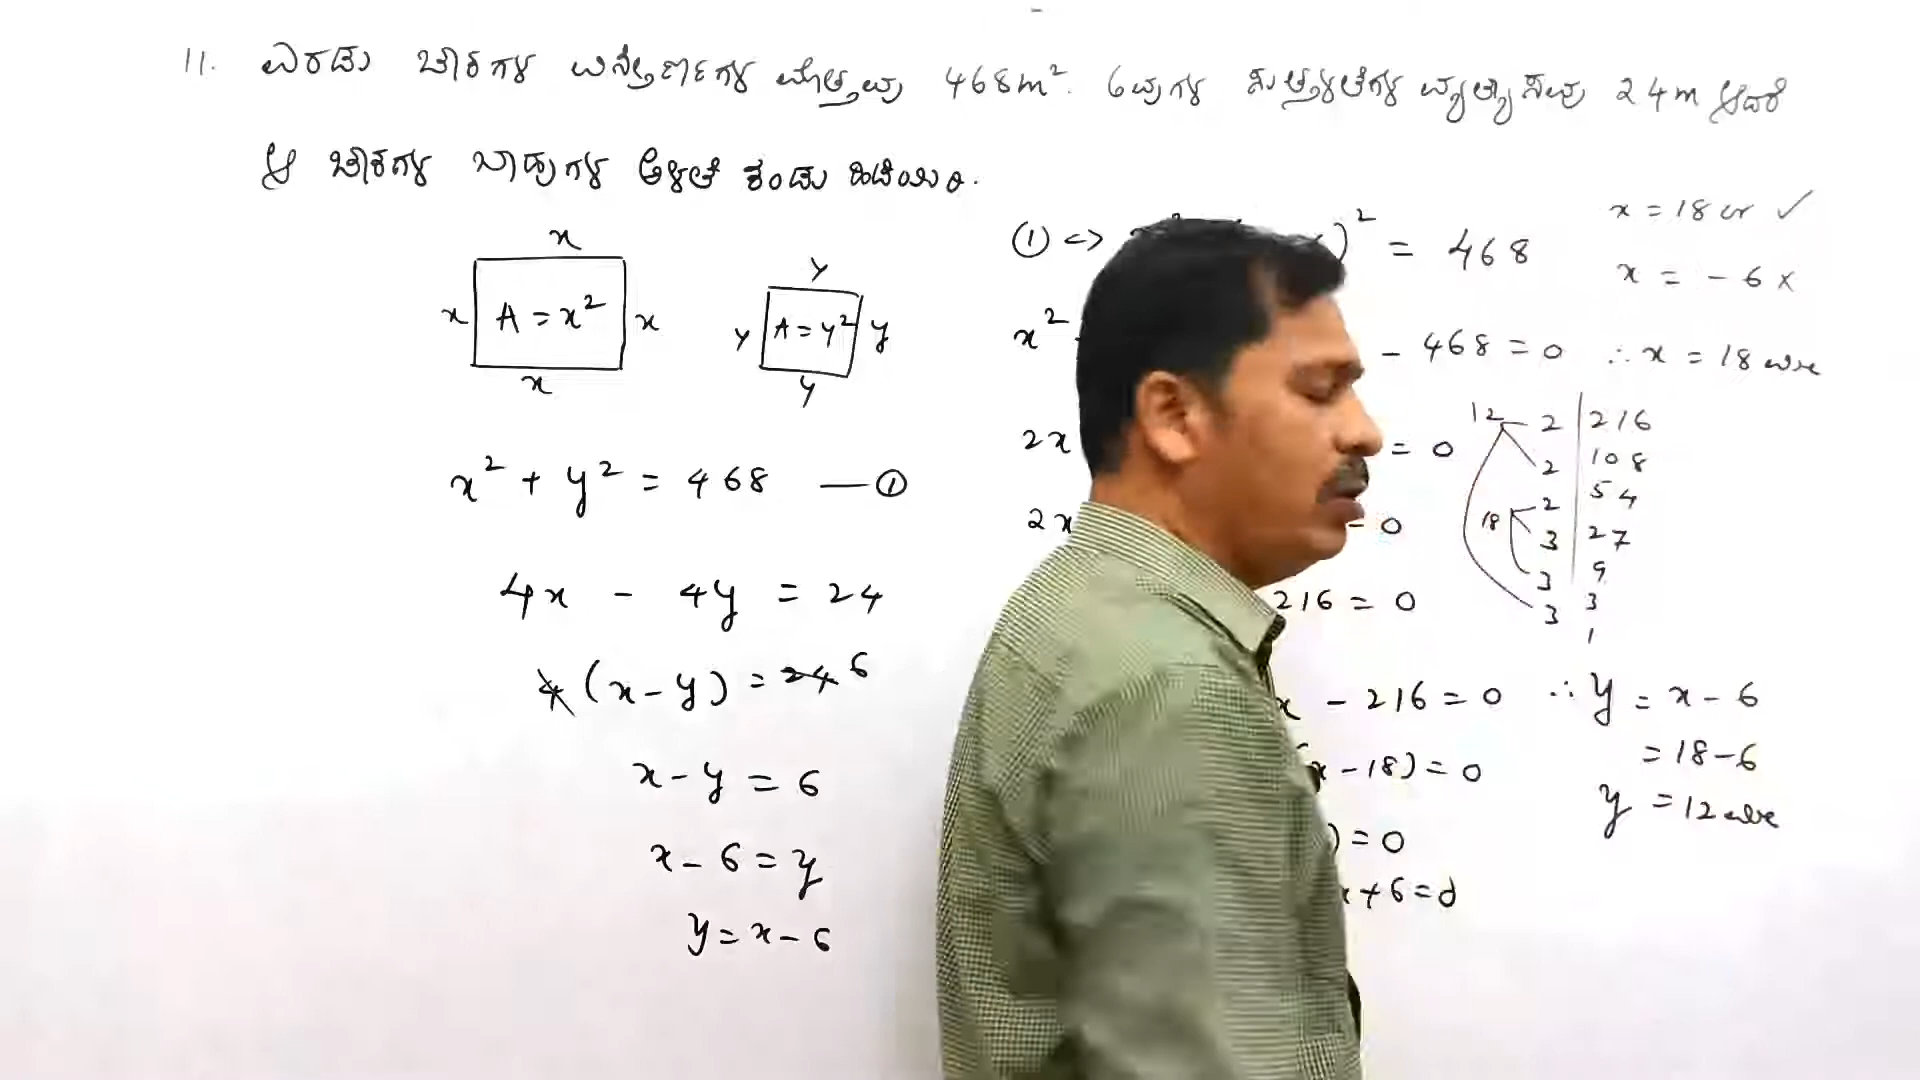 11. ಎರಡು ಚೌಕಗಳ ವಿಸ್ತೀರ್ಣಗಳ ಮೊತ್ತವು 468m². ಅವುಗಳ ಸುತ್ತಳತೆಗಳ ವ್ಯತ್ಯಾಸವು 24m ಆದರೆ
ಆ ಚೌಕಗಳ ಬಾಹುಗಳ ಅಳತೆ ಕಂಡು ಹಿಡಿಯಿರಿ.
x
x A = x² x
x
y
y A = y² y
y
x² + y² = 468 — ①
4x - 4y = 24
4 (x - y) = 24 6
x - y = 6
x - 6 = y
y = x - 6
① <=> )² = 468
x² - 468 = 0
2x = 0
2x 0
216 = 0
x - 216 = 0
x - 18) = 0
) = 0
x + 6 = 0
x = 18 or ✓
x = - 6 ×
∴ x = 18
12 2 216
2 108
18 2 54
3 27
3 9
3 3
1
∴ y = x - 6
= 18 - 6
y = 12